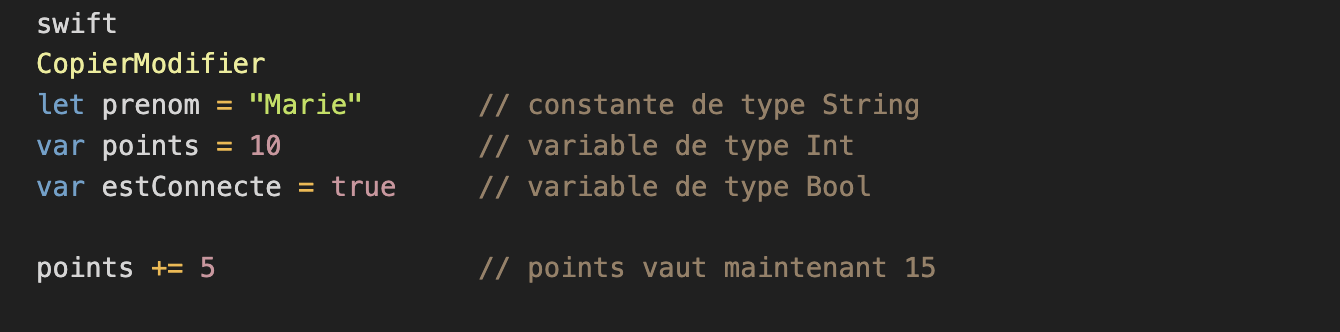 swift
CopierModifier
let prenom = "Marie"       // constante de type String
var points = 10            // variable de type Int
var estConnecte = true     // variable de type Bool
points += 5                // points vaut maintenant 15